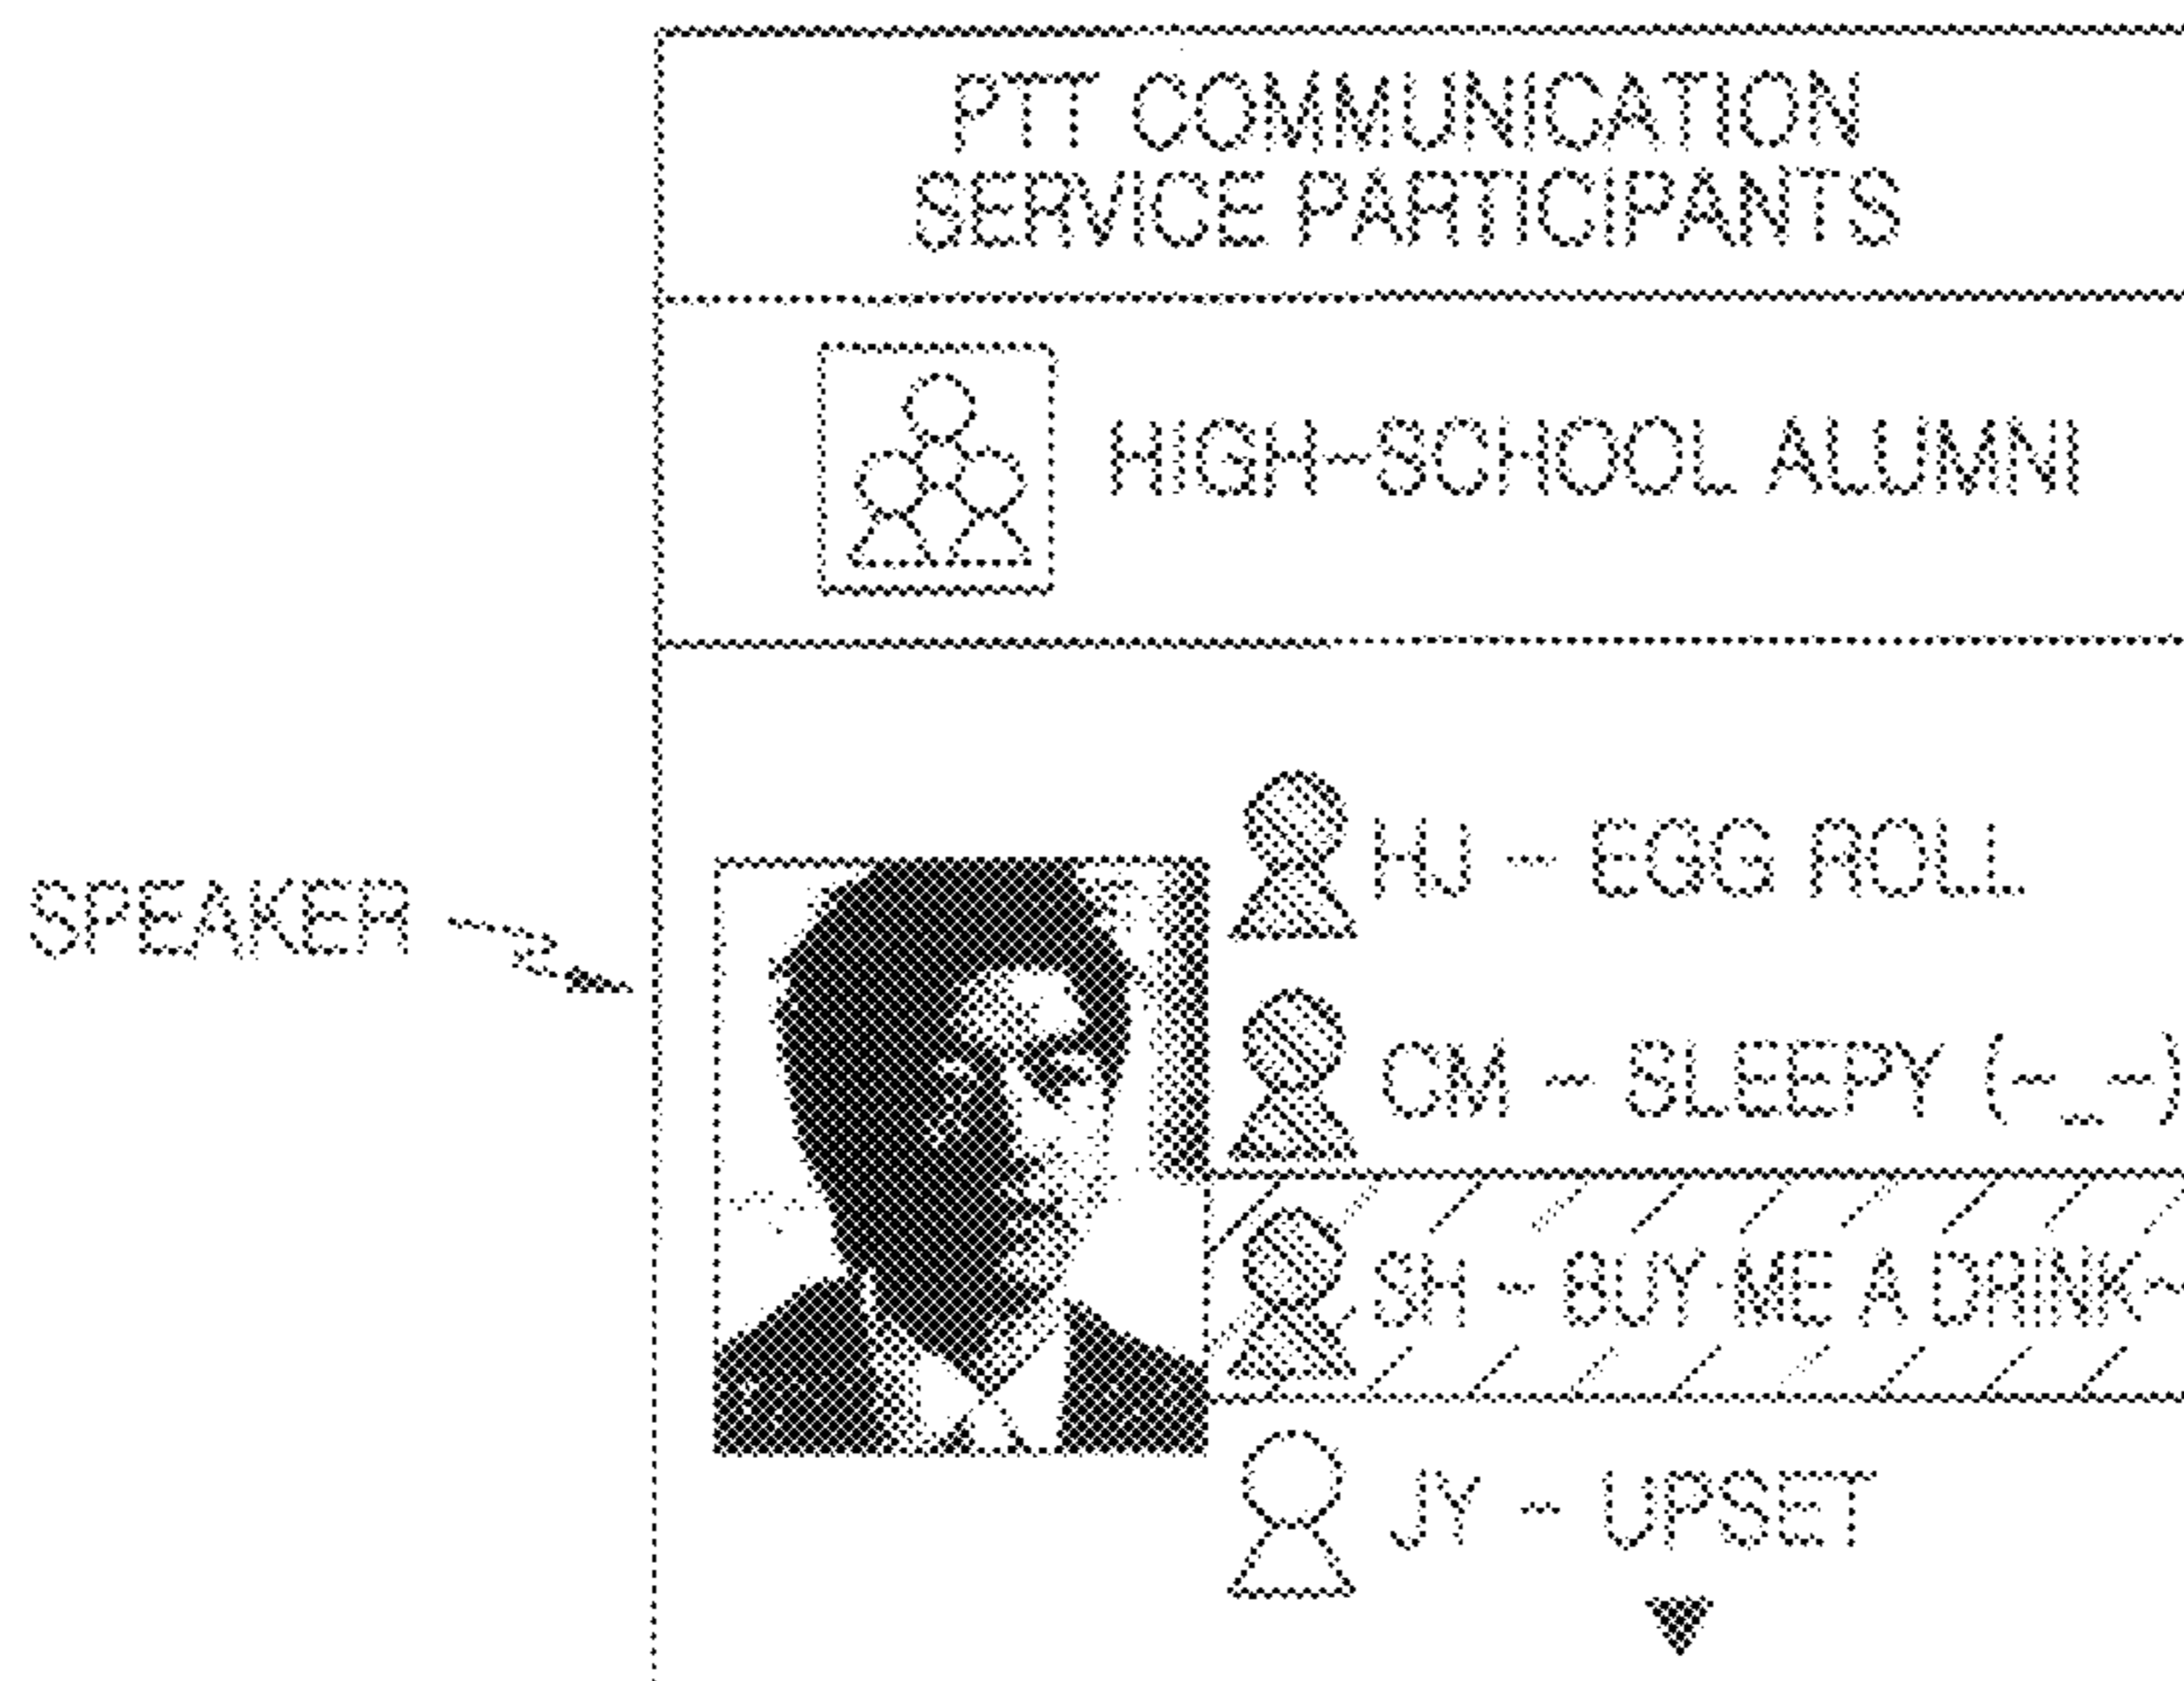 PTT COMMUNICATION
SERVICE PARTICIPANTS
HIGH-SCHOOL ALUMNI
SPEAKER
HJ - EGG ROLL
CM - SLEEPY (-_-)
SH - BUY ME A DRINK~
JY - UPSET